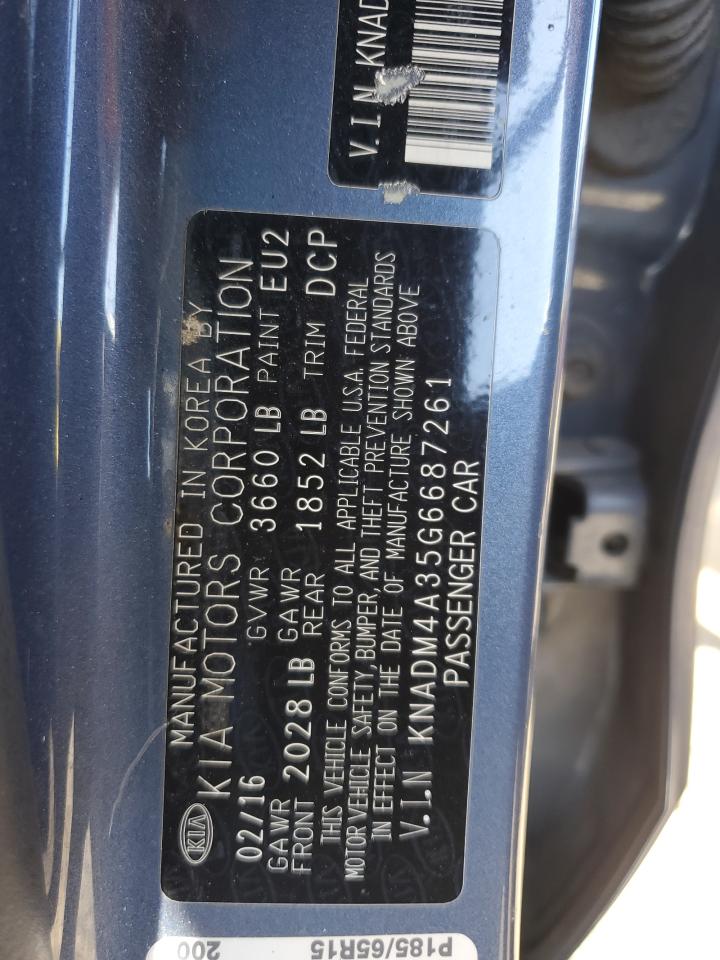 V.I.N KNAD
MANUFACTURED IN KOREA BY
KIA MOTORS CORPORATION
KIA
02/16 GVWR 3660 LB PAINT EU2
GAWR FRONT 2028 LB GAWR REAR 1852 LB TRIM DCP
THIS VEHICLE CONFORMS TO ALL APPLICABLE U.S.A. FEDERAL
MOTOR VEHICLE SAFETY, BUMPER, AND THEFT PREVENTION STANDARDS
IN EFFECT ON THE DATE OF MANUFACTURE SHOWN ABOVE
V.I.N KNADM4A35G6687261
PASSENGER CAR
P185/65R15
200